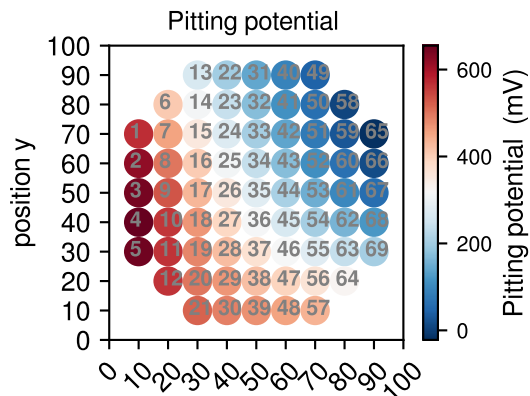 Pitting potential
100
90
80
70
60
50
40
30
20
10
0
position y
13 22 31 40 49
6 14 23 32 41 50 58
1 7 15 24 33 42 51 59 65
2 8 16 25 34 43 52 60 66
3 9 17 26 35 44 53 61 67
4 10 18 27 36 45 54 62 68
5 11 19 28 37 46 55 63 69
12 20 29 38 47 56 64
21 30 39 48 57
0 10 20 30 40 50 60 70 80 90 100
600
400
200
0
Pitting potential (mV)